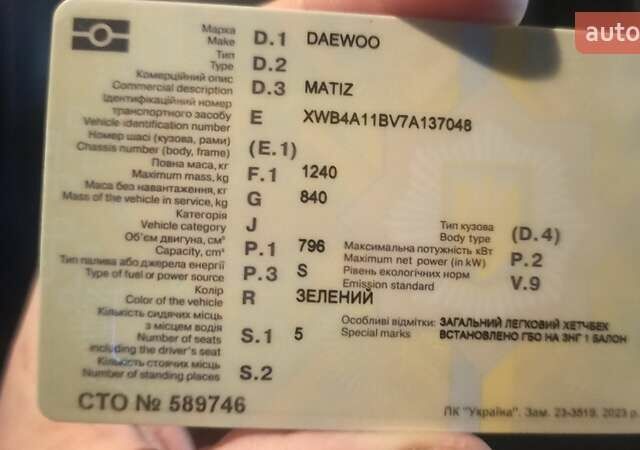 auto
Марка
Make D.1 DAEWOO
Тип
Type D.2
Комерційний опис
Commercial description D.3 MATIZ
Ідентифікаційний номер
транспортного засобу
Vehicle identification number E XWB4A11BV7A137048
Номер шасі (кузова, рами)
Chassis number (body, frame) (E.1)
Повна маса, кг
Maximum mass, kg F.1 1240
Маса без навантаження, кг
Mass of the vehicle in service, kg G 840
Категорія
Vehicle category J
Тип кузова
Body type (D.4)
Об'єм двигуна, см³
Capacity, cm³ P.1 796
Максимальна потужність кВт
Maximum net power (in kW) P.2
Тип палива або джерела енергії
Type of fuel or power source P.3 S
Рівень екологічних норм
Emission standard V.9
Колір
Color of the vehicle R ЗЕЛЕНИЙ
Кількість сидячих місць
з місцем водія
Number of seats
including the driver's seat S.1 5
Особливі відмітки: ЗАГАЛЬНИЙ ЛЕГКОВИЙ ХЕТЧБЕК
Special marks ВСТАНОВЛЕНО ГБО НА ЗНГ 1 БАЛОН
Кількість стоячих місць
Number of standing places S.2
СТО № 589746
ПК "Україна". Зам. 23-3519. 2023 р.